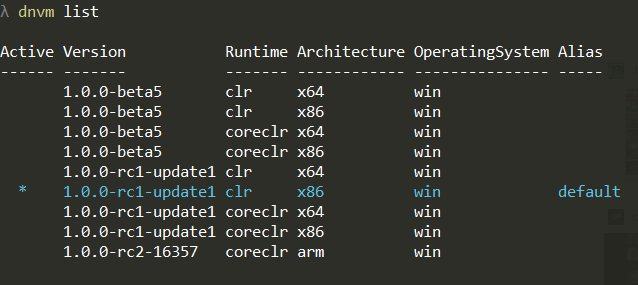 λ dnvm list
Active Version Runtime Architecture OperatingSystem Alias
------ ------- ------- ------------ --------------- -----
1.0.0-beta5 clr x64 win
1.0.0-beta5 clr x86 win
1.0.0-beta5 coreclr x64 win
1.0.0-beta5 coreclr x86 win
1.0.0-rc1-update1 clr x64 win
* 1.0.0-rc1-update1 clr x86 win default
1.0.0-rc1-update1 coreclr x64 win
1.0.0-rc1-update1 coreclr x86 win
1.0.0-rc2-16357 coreclr arm win